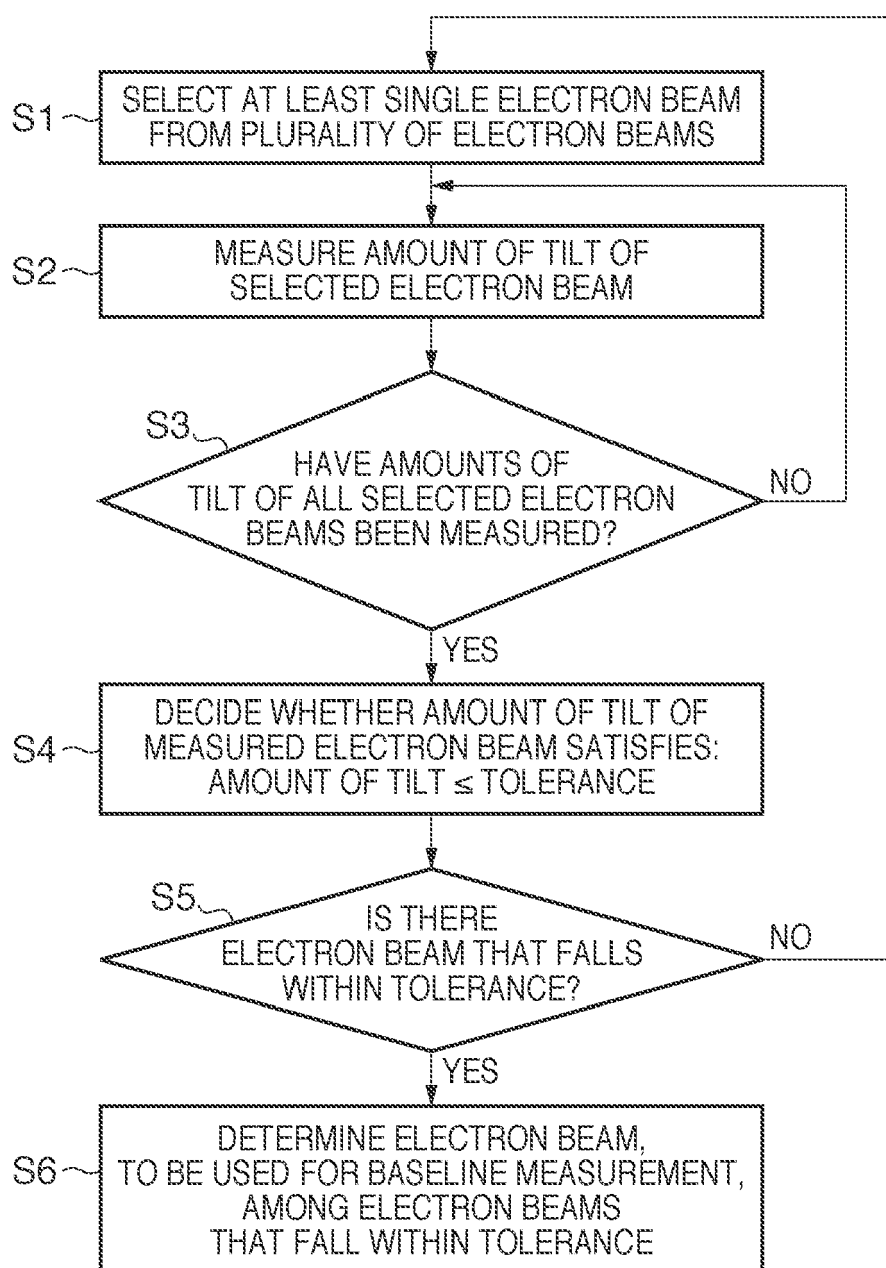 S1
SELECT AT LEAST SINGLE ELECTRON BEAM
FROM PLURALITY OF ELECTRON BEAMS
S2
MEASURE AMOUNT OF TILT OF
SELECTED ELECTRON BEAM
S3
HAVE AMOUNTS OF
TILT OF ALL SELECTED ELECTRON
BEAMS BEEN MEASURED?
NO
YES
S4
DECIDE WHETHER AMOUNT OF TILT OF
MEASURED ELECTRON BEAM SATISFIES:
AMOUNT OF TILT ≤ TOLERANCE
S5
IS THERE
ELECTRON BEAM THAT FALLS
WITHIN TOLERANCE?
NO
YES
S6
DETERMINE ELECTRON BEAM,
TO BE USED FOR BASELINE MEASUREMENT,
AMONG ELECTRON BEAMS
THAT FALL WITHIN TOLERANCE